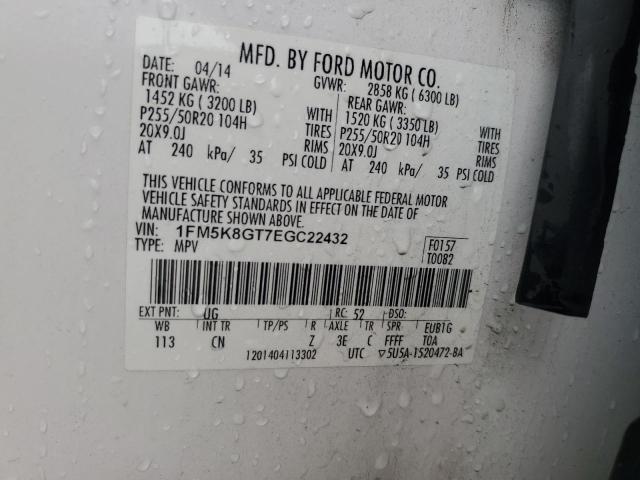 MFD. BY FORD MOTOR CO.
DATE: 04/14 GVWR: 2858 KG ( 6300 LB)
FRONT GAWR: REAR GAWR:
1452 KG ( 3200 LB) WITH 1520 KG ( 3350 LB) WITH
P255/50R20 104H TIRES P255/50R20 104H TIRES
20X9.0J RIMS 20X9.0J RIMS
AT 240 kPa/ 35 PSI COLD AT 240 kPa/ 35 PSI COLD
THIS VEHICLE CONFORMS TO ALL APPLICABLE FEDERAL MOTOR
VEHICLE SAFETY STANDARDS IN EFFECT ON THE DATE OF
MANUFACTURE SHOWN ABOVE.
VIN: 1FM5K8GT7EGC22432 F0157
TYPE: MPV T0082
EXT PNT: UG RC: 52 DSO:
WB INT TR TP/PS R AXLE TR SPR EUB1G
113 CN Z 3E C FFFF TOA
1201404113302 UTC ▽5U5A-1520472-BA